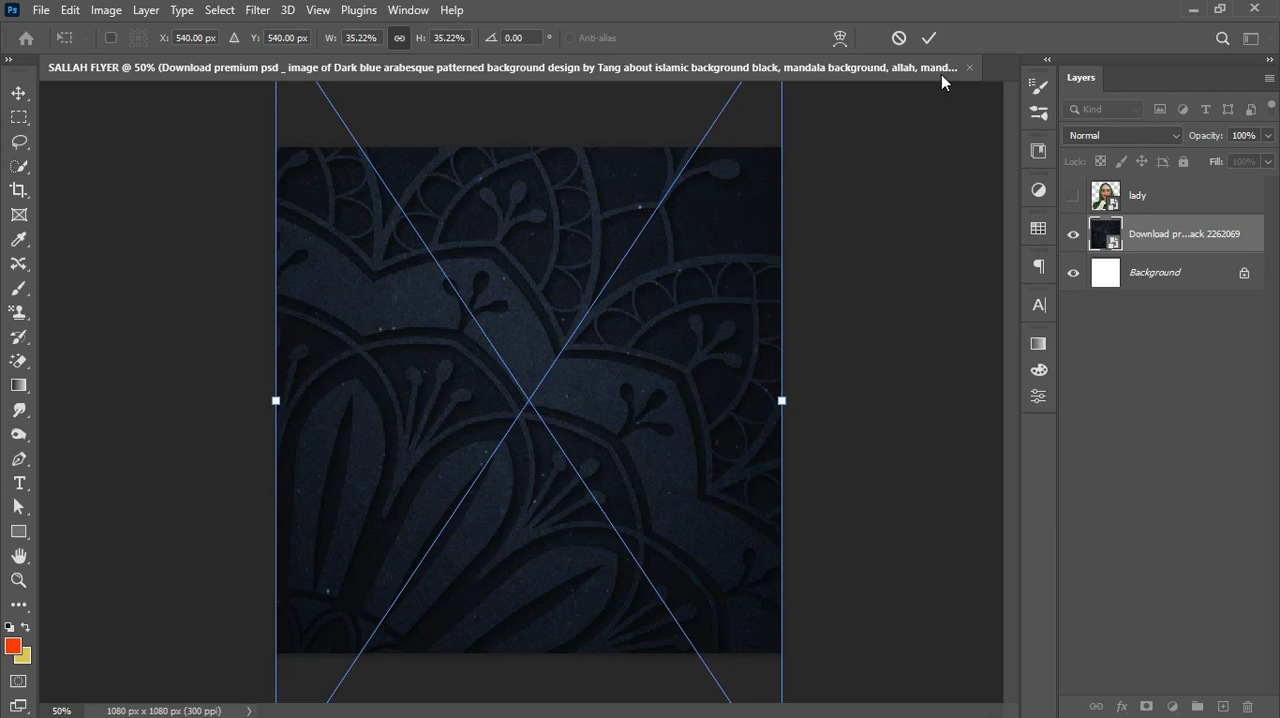 Ps File Edit Image Layer Type Select Filter 3D View Plugins Window Help
X: 540.00 px Y: 540.00 px W: 35.22% H: 35.22% 0.00 ° Anti-alias
SALLAH FLYER @ 50% (Download premium psd _ image of Dark blue arabesque patterned background design by Tang about islamic background black, mandala background, allah, mand... ×
Layers
Kind
Normal Opacity: 100%
Lock: Fill: 100%
lady
Download pr...ack 2262069
Background
50% 1080 px x 1080 px (300 ppi)